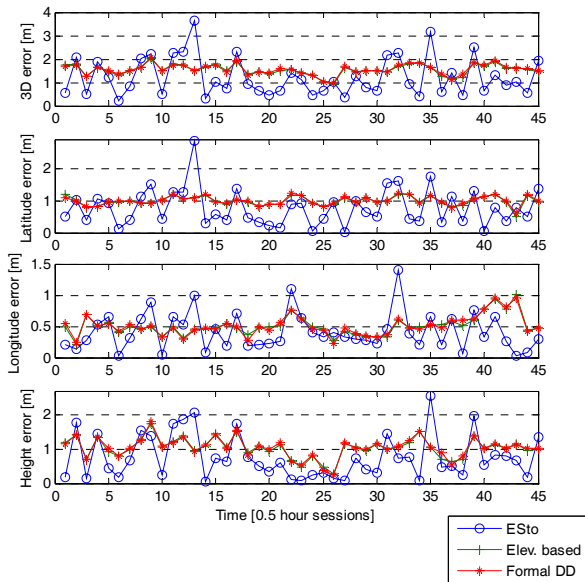 3D error [m]
4
3
2
1
0
0 5 10 15 20 25 30 35 40 45
Latitude error [m]
2
1
0
0 5 10 15 20 25 30 35 40 45
Longitude error [m]
1.5
1
0.5
0
0 5 10 15 20 25 30 35 40 45
Height error [m]
2
1
0
0 5 10 15 20 25 30 35 40 45
Time [0.5 hour sessions]
ESto
Elev. based
Formal DD